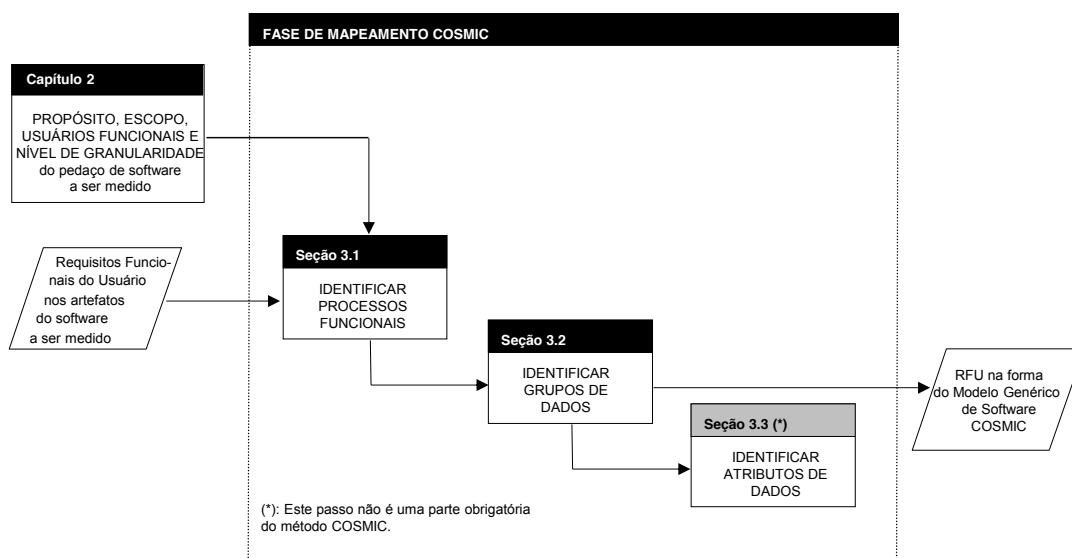 FASE DE MAPEAMENTO COSMIC
Capítulo 2
PROPÓSITO, ESCOPO,
USUÁRIOS FUNCIONAIS E
NÍVEL DE GRANULARIDADE
do pedaço de software
a ser medido
Requisitos Funcio-
nais do Usuário
nos artefatos
do software
a ser medido
Seção 3.1
IDENTIFICAR
PROCESSOS
FUNCIONAIS
Seção 3.2
IDENTIFICAR
GRUPOS DE
DADOS
Seção 3.3 (*)
IDENTIFICAR
ATRIBUTOS DE
DADOS
RFU na forma
do Modelo Genérico
de Software
COSMIC
(*): Este passo não é uma parte obrigatória
do método COSMIC.